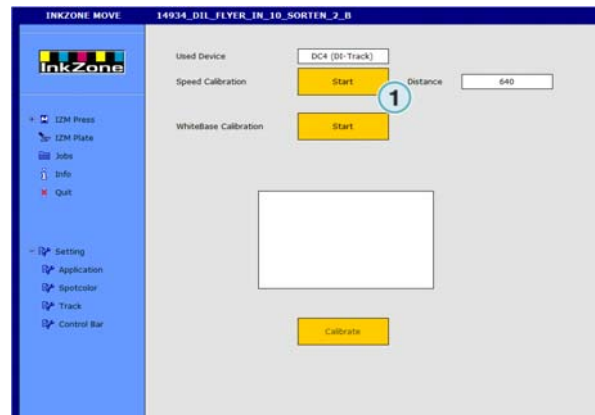 INKZONE MOVE 14934_DIL_FLYER_IN_10_SORTEN_2_B
InkZone
IZM Press
IZM Plate
Jobs
Info
Quit
Setting
Application
Spotcolor
Track
Control Bar
Used Device DC4 (DI-Track)
Speed Calibration Start Distance 640
1
WhiteBase Calibration Start
Calibrate